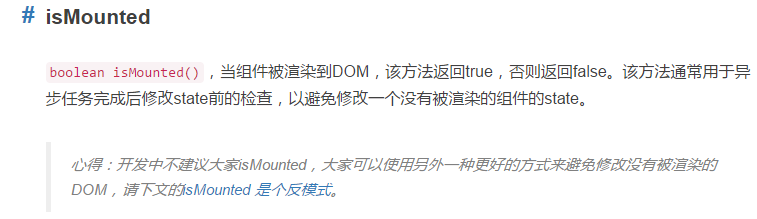 # isMounted
boolean isMounted()，当组件被渲染到DOM，该方法返回true，否则返回false。该方法通常用于异
步任务完成后修改state前的检查，以避免修改一个没有被渲染的组件的state。
心得：开发中不建议大家isMounted，大家可以使用另外一种更好的方式来避免修改没有被渲染的
DOM，请下文的isMounted 是个反模式。